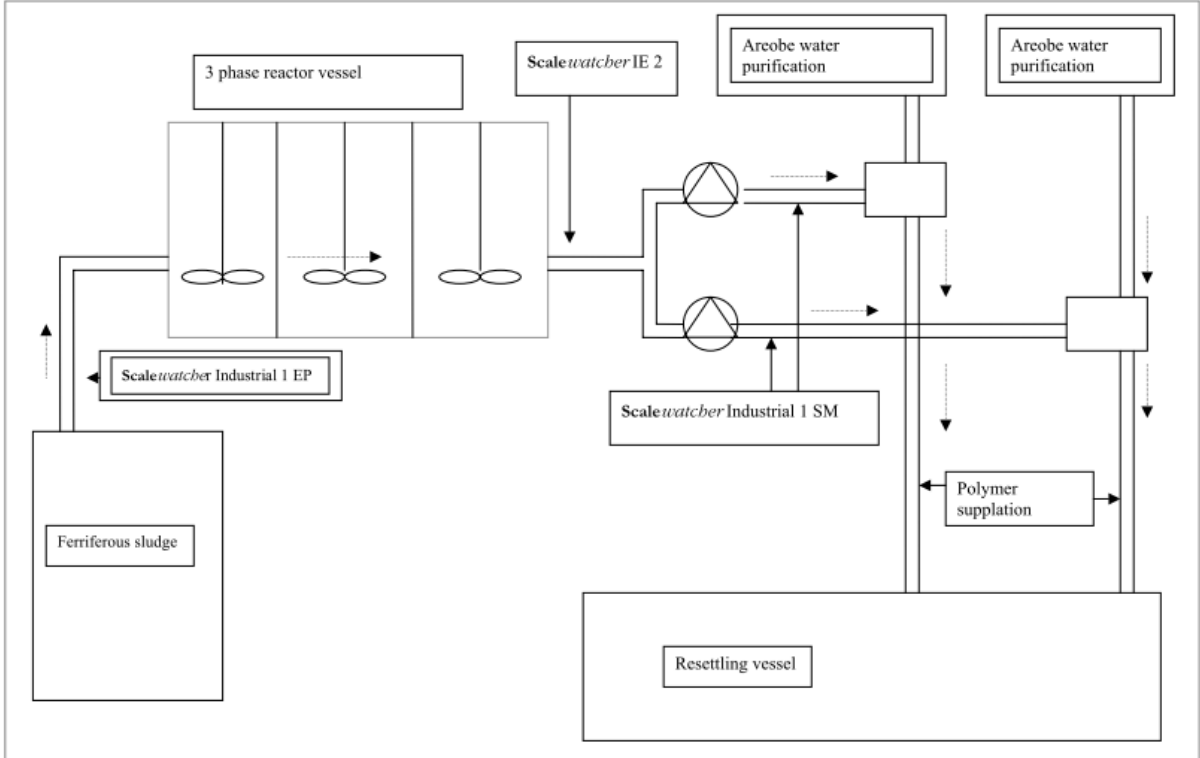 3 phase reactor vessel
Scalewatcher IE 2
Areobe water
purification
Areobe water
purification
Scalewatcher Industrial 1 EP
Scalewatcher Industrial 1 SM
Polymer
supplation
Ferriferous sludge
Resettling vessel